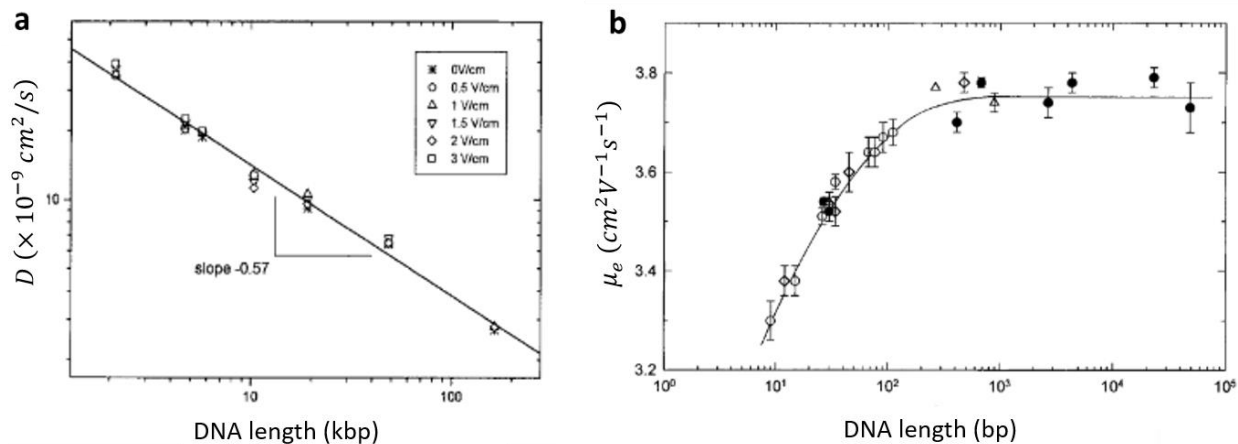 a
D (× 10⁻⁹ cm²/s)
10
0V/cm
0.5 V/cm
1 V/cm
1.5 V/cm
2 V/cm
3 V/cm
slope -0.57
10
100
DNA length (kbp)
b
μₑ (cm²V⁻¹s⁻¹)
3.8
3.6
3.4
3.2
10⁰ 10¹ 10² 10³ 10⁴ 10⁵
DNA length (bp)